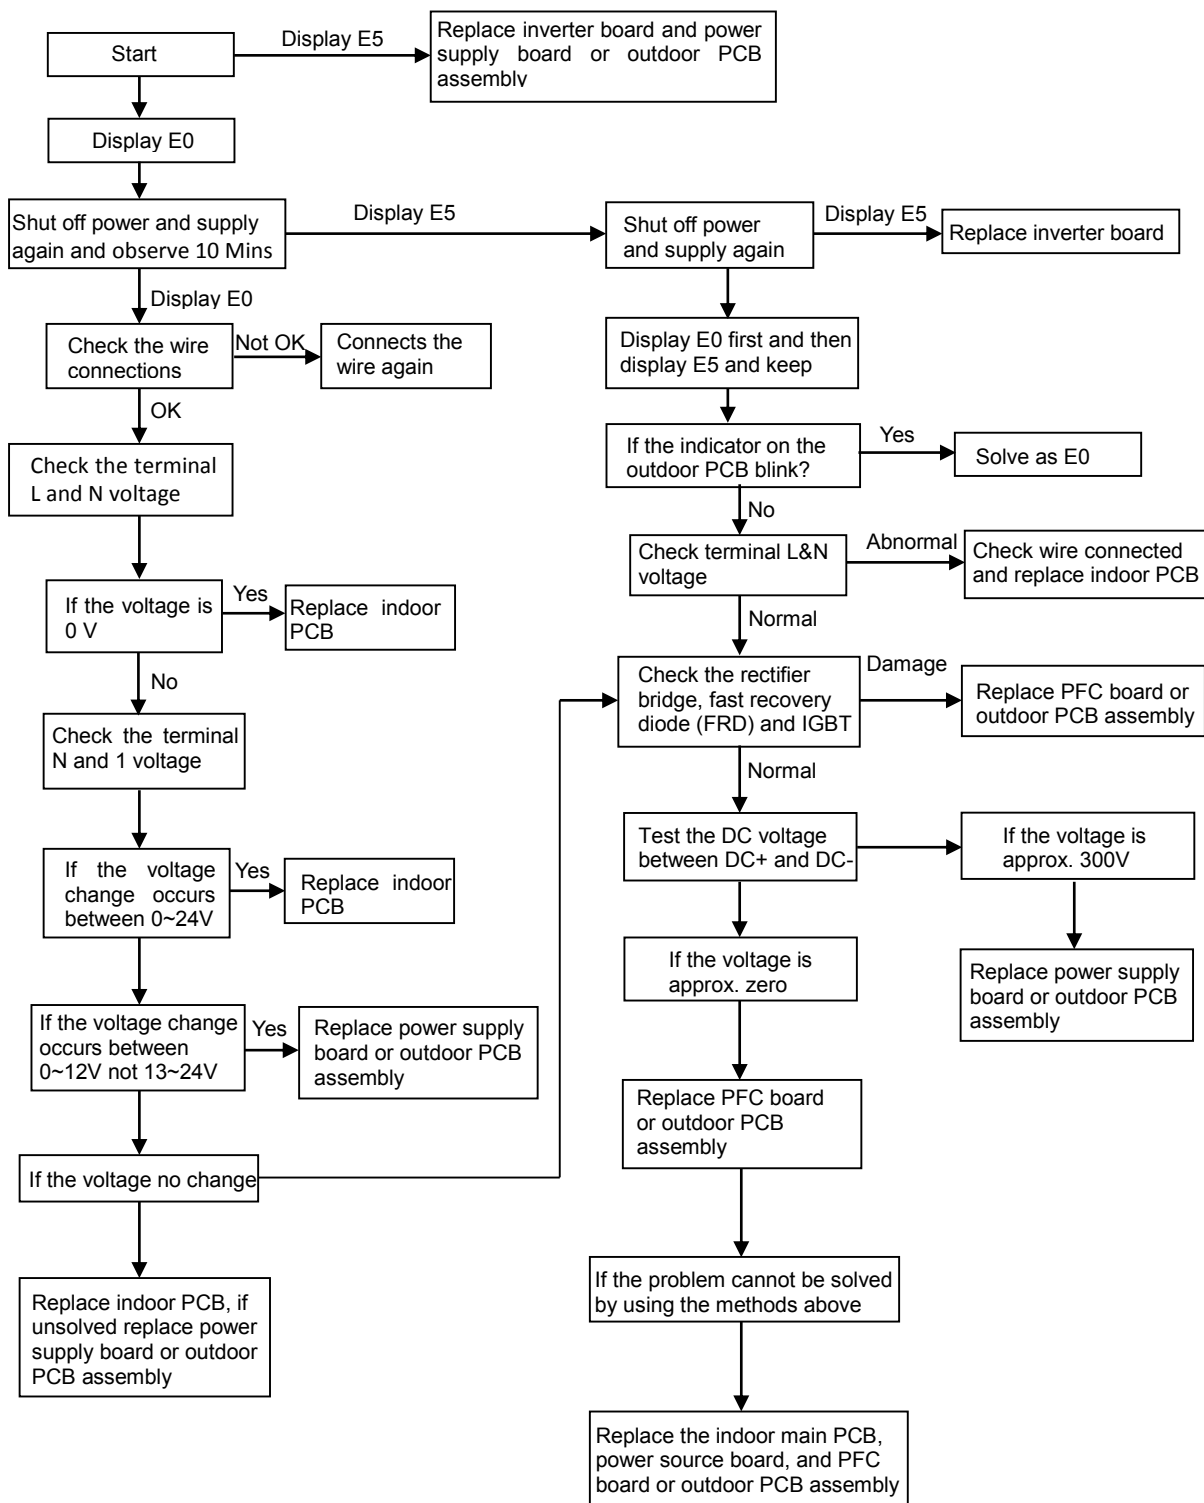 Start
Display E5
Replace inverter board and power
supply board or outdoor PCB
assembly
Display E0
Shut off power and supply
again and observe 10 Mins
Display E5
Shut off power
and supply again
Display E5
Replace inverter board
Display E0
Check the wire
connections
Not OK
Connects the
wire again
OK
Check the terminal
L and N voltage
If the voltage is
0 V
Yes
Replace indoor
PCB
No
Check the terminal
N and 1 voltage
If the voltage
change occurs
between 0~24V
Yes
Replace indoor
PCB
If the voltage change
occurs between
0~12V not 13~24V
Yes
Replace power supply
board or outdoor PCB
assembly
If the voltage no change
Replace indoor PCB, if
unsolved replace power
supply board or outdoor
PCB assembly
Display E0 first and then
display E5 and keep
If the indicator on the
outdoor PCB blink?
Yes
Solve as E0
No
Check terminal L&N
voltage
Abnormal
Check wire connected
and replace indoor PCB
Normal
Check the rectifier
bridge, fast recovery
diode (FRD) and IGBT
Damage
Replace PFC board or
outdoor PCB assembly
Normal
Test the DC voltage
between DC+ and DC-
If the voltage is
approx. 300V
Replace power supply
board or outdoor PCB
assembly
If the voltage is
approx. zero
Replace PFC board
or outdoor PCB
assembly
If the problem cannot be solved
by using the methods above
Replace the indoor main PCB,
power source board, and PFC
board or outdoor PCB assembly